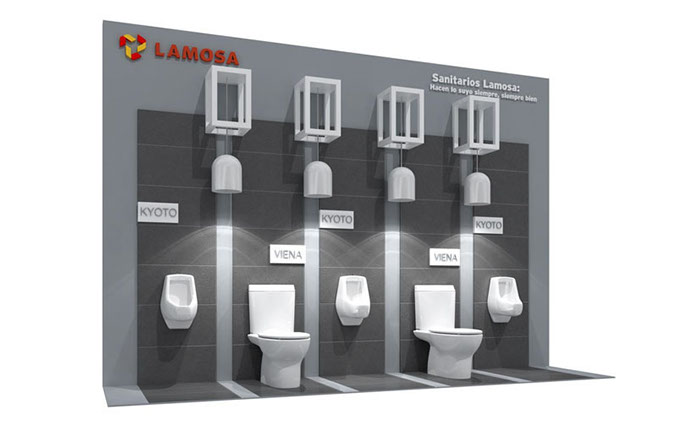 LAMOSA
Sanitarios Lamosa:
Hacen lo suyo siempre, siempre bien
KYOTO
VIENA
KYOTO
VIENA
KYOTO